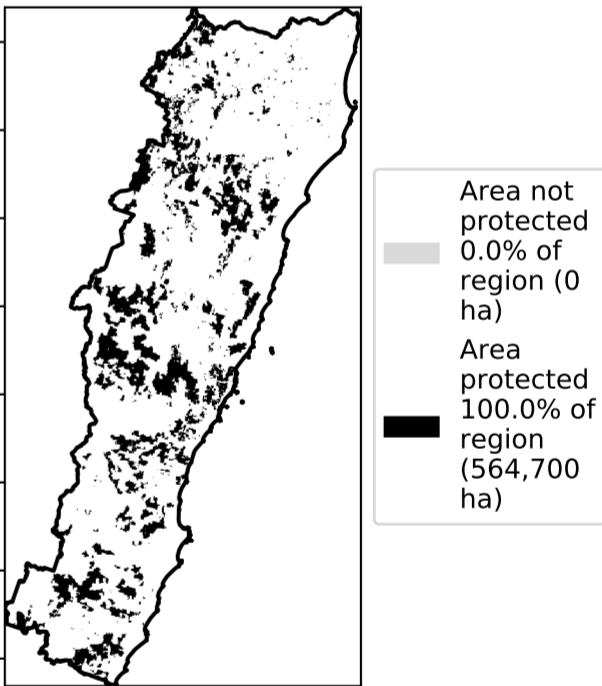 Area not
protected
0.0% of
region (0
ha)
Area
protected
100.0% of
region
(564,700
ha)